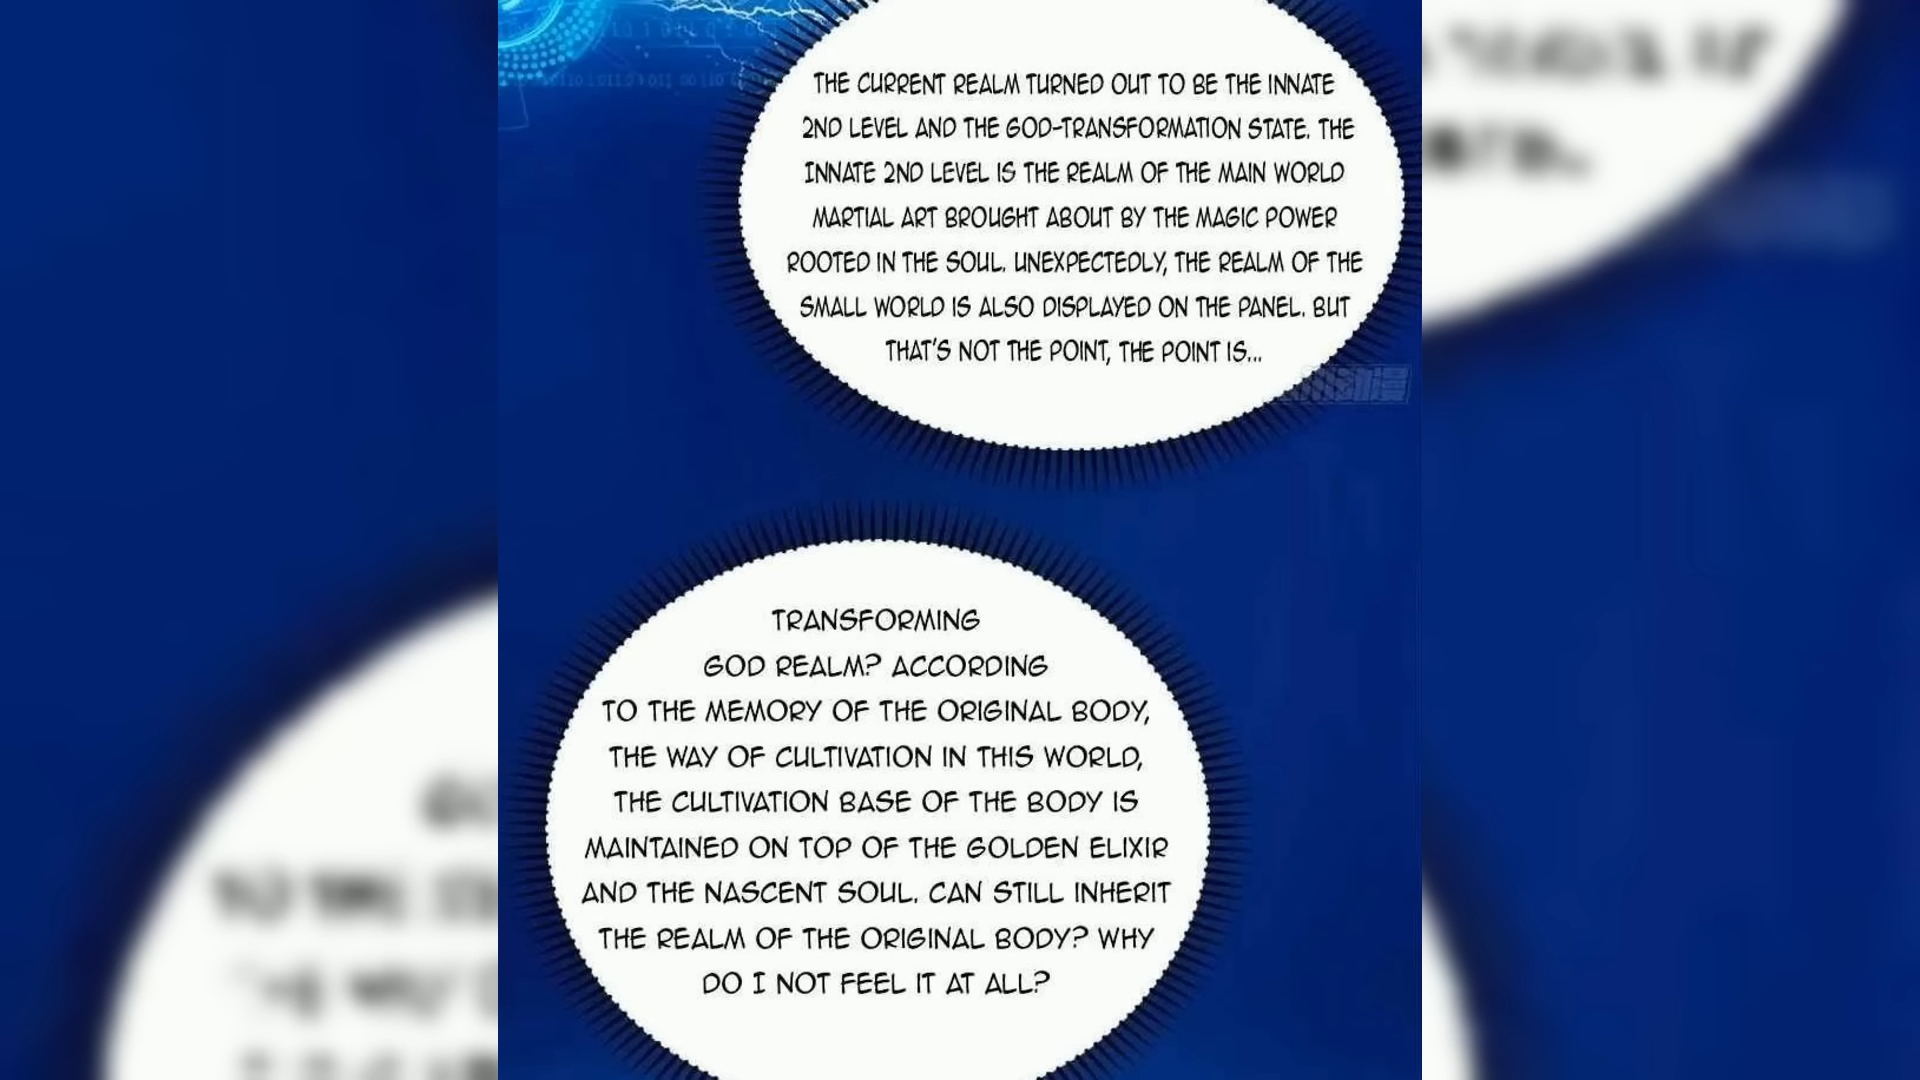 THE CURRENT REALM TURNED OUT TO BE THE INNATE
2ND LEVEL AND THE GOD-TRANSFORMATION STATE. THE
INNATE 2ND LEVEL IS THE REALM OF THE MAIN WORLD
MARTIAL ART BROUGHT ABOUT BY THE MAGIC POWER
ROOTED IN THE SOUL. UNEXPECTEDLY, THE REALM OF THE
SMALL WORLD IS ALSO DISPLAYED ON THE PANEL. BUT
THAT'S NOT THE POINT, THE POINT IS...
TRANSFORMING
GOD REALM? ACCORDING
TO THE MEMORY OF THE ORIGINAL BODY,
THE WAY OF CULTIVATION IN THIS WORLD,
THE CULTIVATION BASE OF THE BODY IS
MAINTAINED ON TOP OF THE GOLDEN ELIXIR
AND THE NASCENT SOUL. CAN STILL INHERIT
THE REALM OF THE ORIGINAL BODY? WHY
DO I NOT FEEL IT AT ALL?